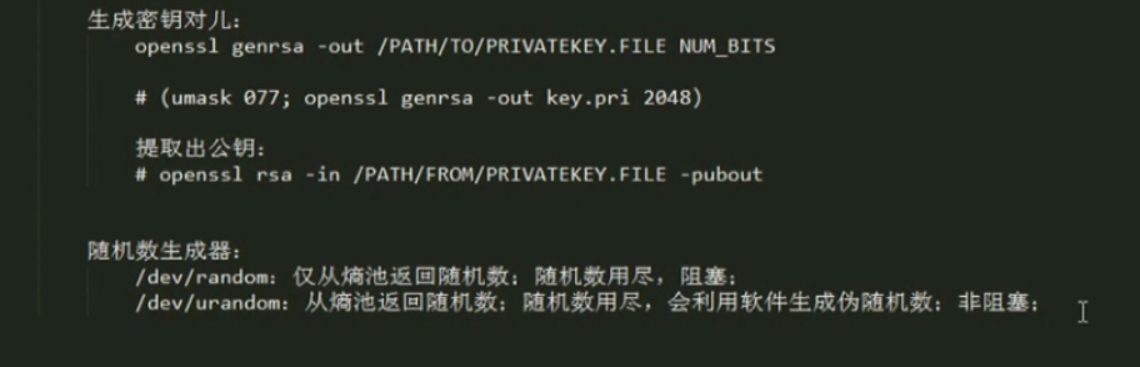 生成密钥对儿：
openssl genrsa -out /PATH/TO/PRIVATEKEY.FILE NUM_BITS
# (umask 077; openssl genrsa -out key.pri 2048)
提取出公钥：
# openssl rsa -in /PATH/FROM/PRIVATEKEY.FILE -pubout
随机数生成器：
/dev/random：仅从熵池返回随机数；随机数用尽，阻塞；
/dev/urandom：从熵池返回随机数；随机数用尽，会利用软件生成伪随机数；非阻塞；